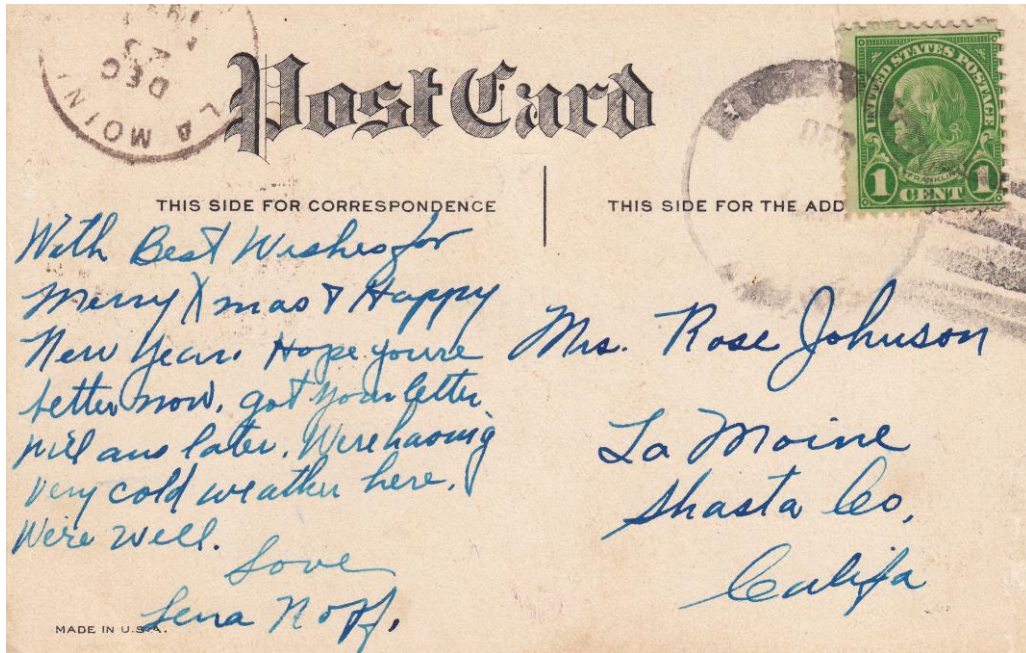 LA MOIN
DEC
Post Card
UNITED STATES POSTAGE
FRANKLIN
1 CENT 1
THIS SIDE FOR CORRESPONDENCE
THIS SIDE FOR THE ADD
With Best Wishes for
Merry Xmas & Happy
New Year. Hope you're
better now, got your letter
will ans later. We're having
very cold weather here.
We're well.
Love
Lena
Mrs. Rose Johnson
La Moine
Shasta Co,
Califa
MADE IN U.S.A.